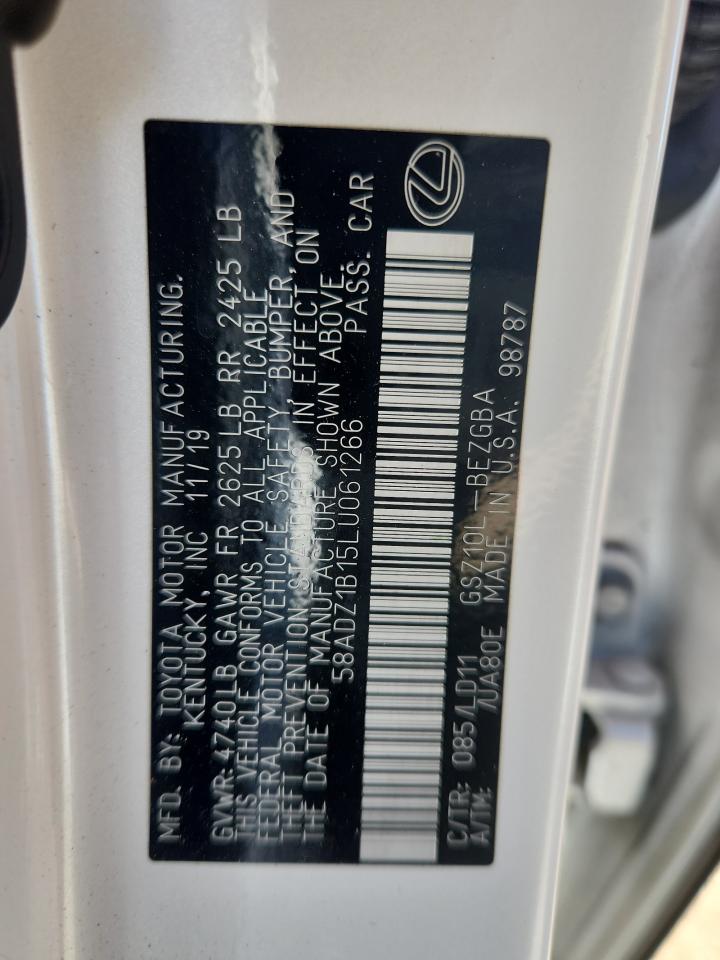 MFD. BY: TOYOTA MOTOR MANUFACTURING,
KENTUCKY, INC 11/19
GVWR 4740LB GAWR FR 2625LB RR 2425 LB
THIS VEHICLE CONFORMS TO ALL APPLICABLE
FEDERAL MOTOR VEHICLE SAFETY, BUMPER, AND
THEFT PREVENTION STANDARDS IN EFFECT ON
THE DATE OF MANUFACTURE SHOWN ABOVE.
58ADZ1B15LU061266 PASS. CAR
C/TR: 085/LD11 GSZ10L-BEZGBA
A/TM: /UA80E MADE IN U.S.A. 98787